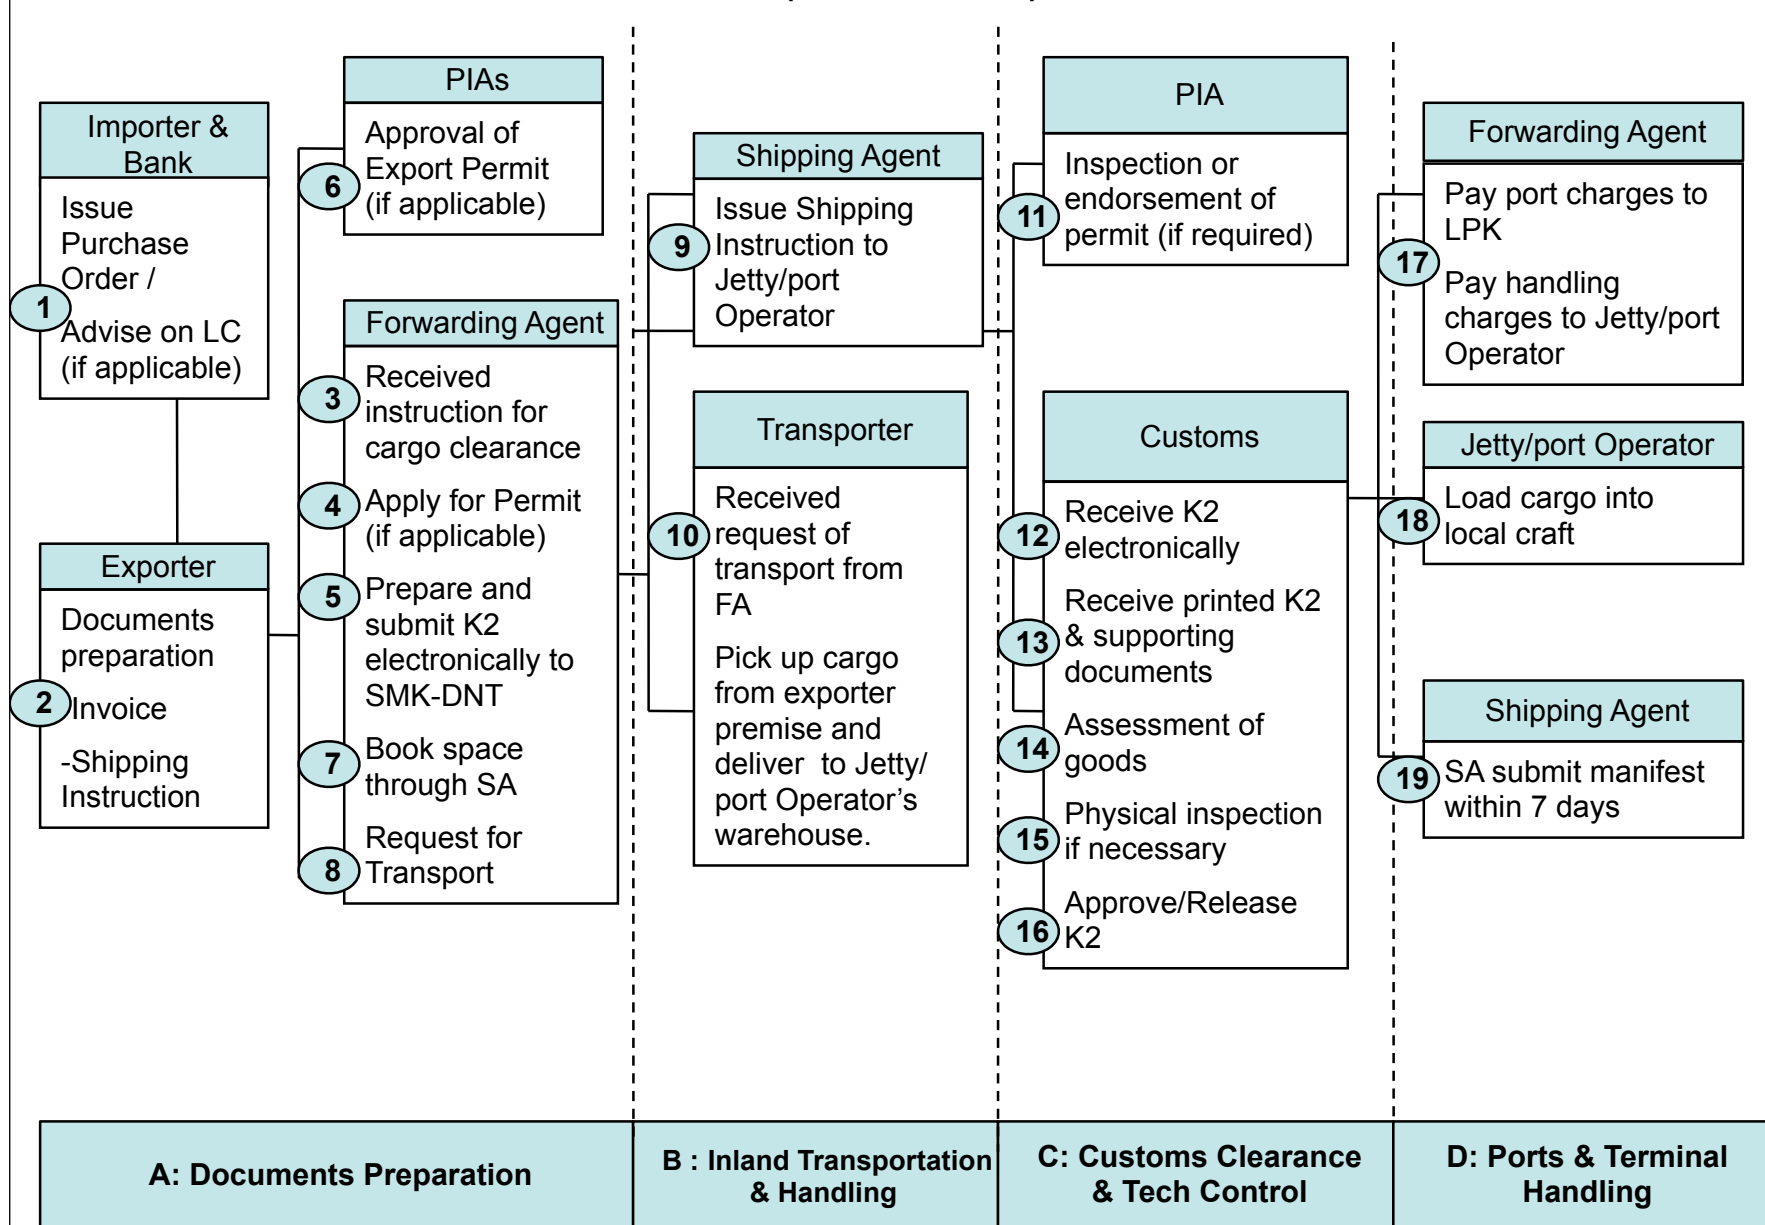 Importer &
Bank
1
Issue
Purchase
Order /
Advise on LC
(if applicable)
Exporter
2
Documents
preparation
Invoice
-Shipping
Instruction
PIAs
6
Approval of
Export Permit
(if applicable)
Forwarding Agent
3
Received
instruction for
cargo clearance
4
Apply for Permit
(if applicable)
5
Prepare and
submit K2
electronically to
SMK-DNT
7
Book space
through SA
8
Request for
Transport
Shipping Agent
9
Issue Shipping
Instruction to
Jetty/port
Operator
Transporter
10
Received
request of
transport from
FA
Pick up cargo
from exporter
premise and
deliver to Jetty/
port Operator’s
warehouse.
PIA
11
Inspection or
endorsement of
permit (if required)
Customs
12
Receive K2
electronically
13
Receive printed K2
& supporting
documents
14
Assessment of
goods
15
Physical inspection
if necessary
16
Approve/Release
K2
Forwarding Agent
17
Pay port charges to
LPK
Pay handling
charges to Jetty/port
Operator
Jetty/port Operator
18
Load cargo into
local craft
Shipping Agent
19
SA submit manifest
within 7 days
A: Documents Preparation
B : Inland Transportation
& Handling
C: Customs Clearance
& Tech Control
D: Ports & Terminal
Handling